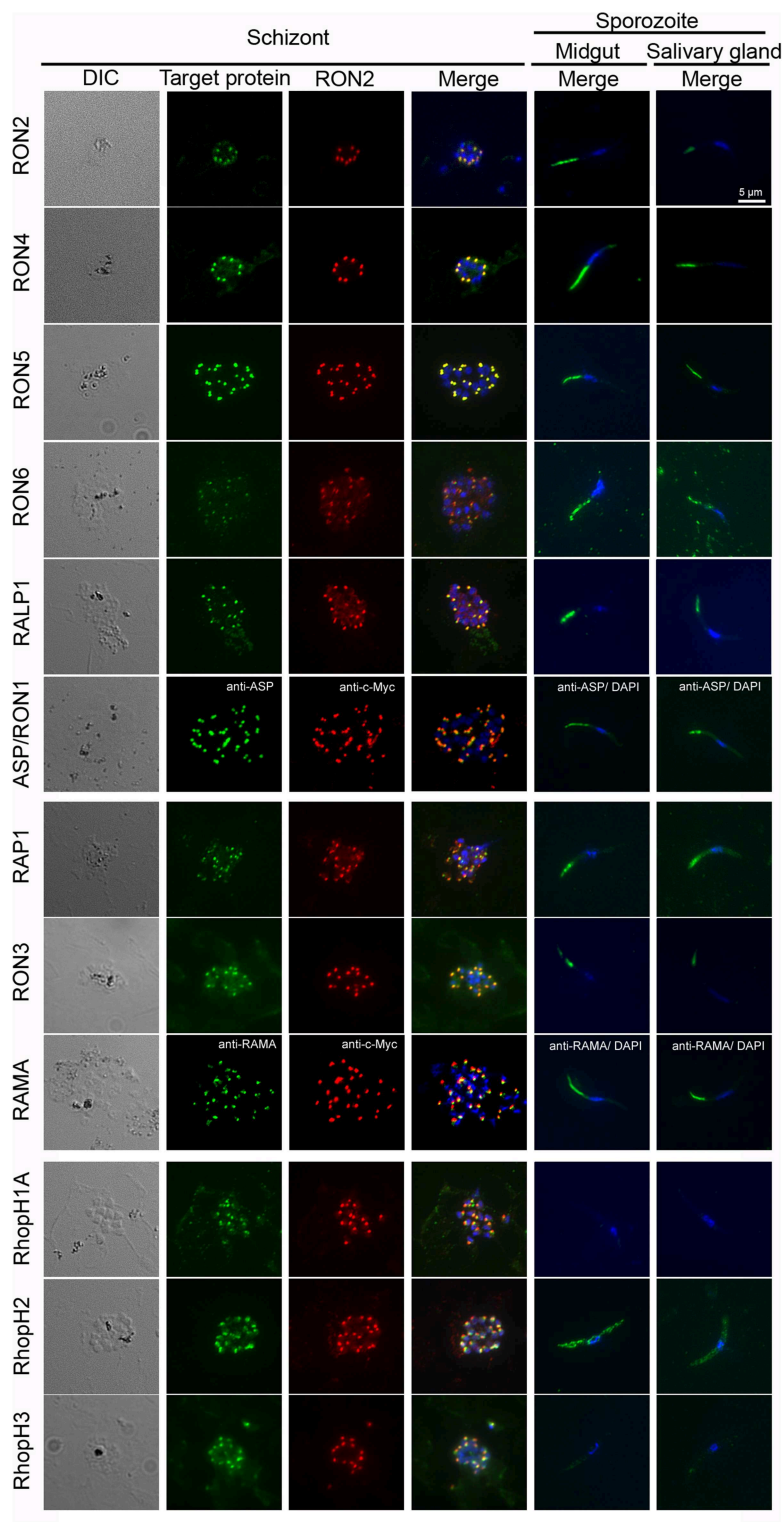 Schizont
Sporozoite
Midgut
Salivary gland
DIC
Target protein
RON2
Merge
Merge
Merge
RON2
5 µm
RON4
RON5
RON6
RALP1
ASP/RON1
anti-ASP
anti-c-Myc
anti-ASP/ DAPI
anti-ASP/ DAPI
RAP1
RON3
RAMA
anti-RAMA
anti-c-Myc
anti-RAMA/ DAPI
anti-RAMA/ DAPI
RhopH1A
RhopH2
RhopH3